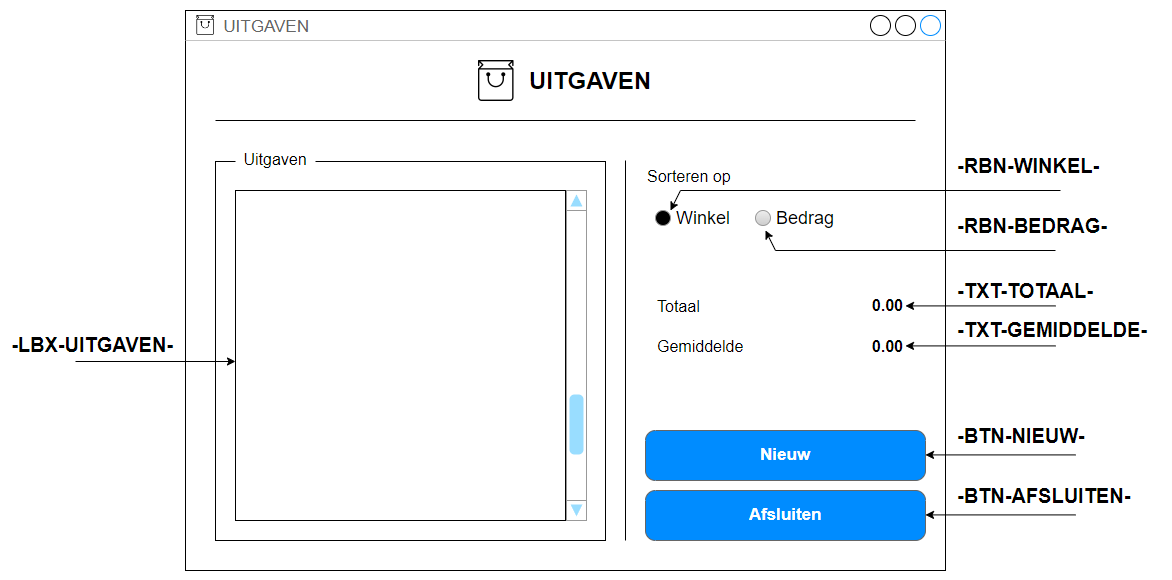 UITGAVEN
UITGAVEN
Uitgaven
Sorteren op
-RBN-WINKEL-
Winkel
Bedrag
-RBN-BEDRAG-
Totaal
0.00
-TXT-TOTAAL-
-LBX-UITGAVEN-
Gemiddelde
0.00
-TXT-GEMIDDELDE-
Nieuw
-BTN-NIEUW-
Afsluiten
-BTN-AFSLUITEN-